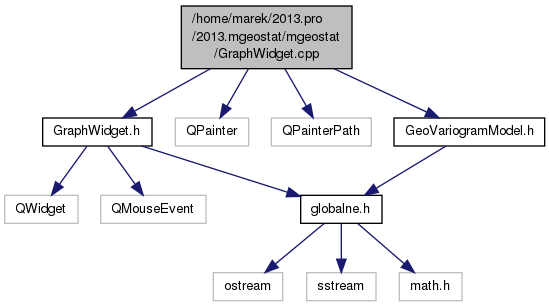 /home/marek/2013.pro
/2013.mgeostat/mgeostat
/GraphWidget.cpp
GraphWidget.h
QPainter
QPainterPath
GeoVariogramModel.h
QWidget
QMouseEvent
globalne.h
ostream
sstream
math.h